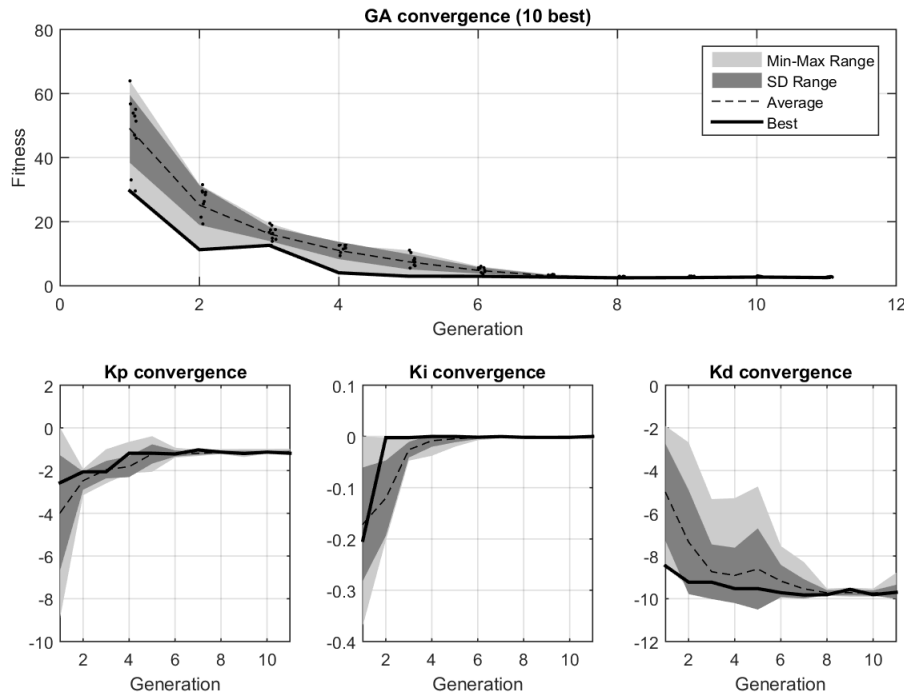 GA convergence (10 best)
80
60
40
20
0
Fitness
Min-Max Range
SD Range
Average
Best
0 2 4 6 8 10 12
Generation
Kp convergence
2
0
-2
-4
-6
-8
-10
2 4 6 8 10
Generation
Ki convergence
0.1
0
-0.1
-0.2
-0.3
-0.4
2 4 6 8 10
Generation
Kd convergence
0
-2
-4
-6
-8
-10
-12
2 4 6 8 10
Generation